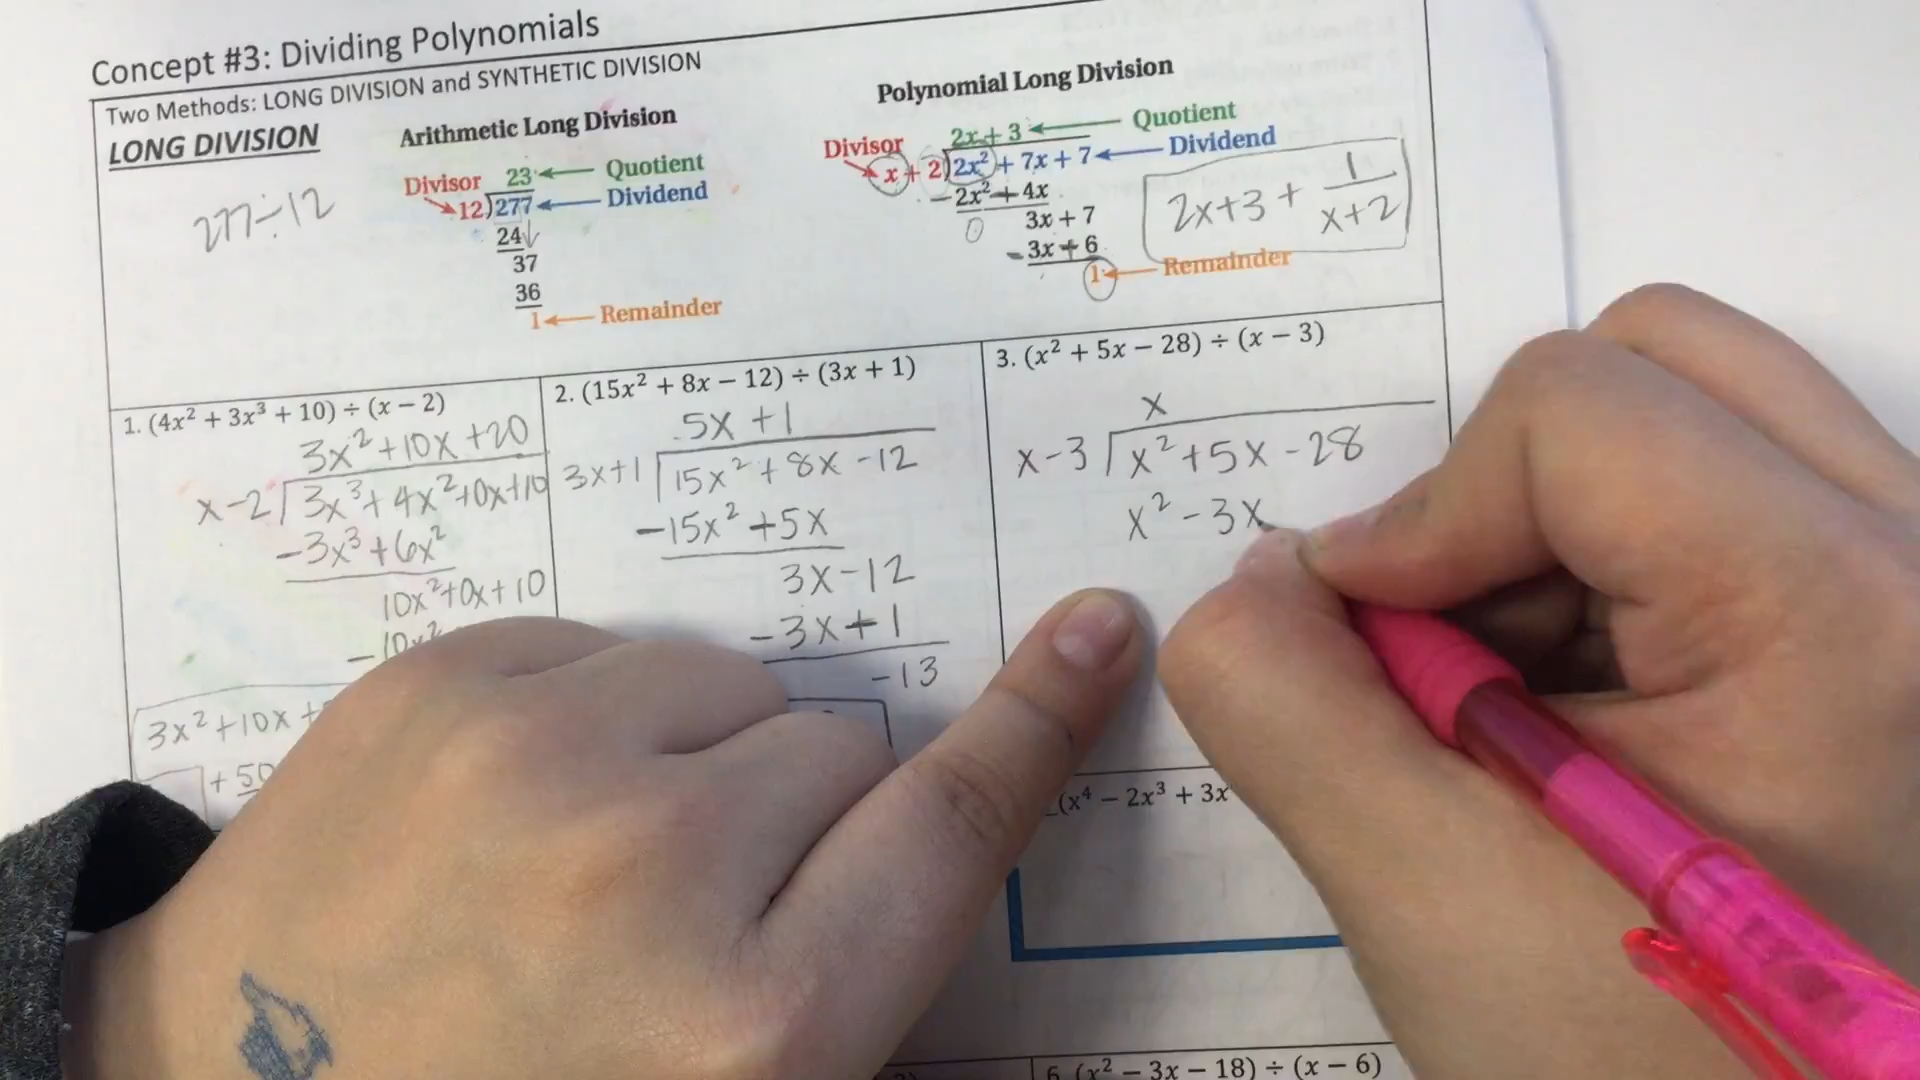 Concept #3: Dividing Polynomials
Two Methods: LONG DIVISION and SYNTHETIC DIVISION
LONG DIVISION
277÷12
Arithmetic Long Division
Divisor 23 ← Quotient
12)277 ← Dividend
24↓
37
36
1 ← Remainder
Polynomial Long Division
Divisor 2x + 3 ← Quotient
x + 2)2x² + 7x + 7 ← Dividend
−2x² + 4x
0 3x + 7
−3x + 6
1 ← Remainder
2x+3 + 1/(x+2)
1. (4x² + 3x³ + 10) ÷ (x − 2)
3x²+10x+20
x-2)3x³+4x²+0x+10
-3x³+6x²
10x²+0x+10
-10x²
3x²+10x+
+50
2. (15x² + 8x − 12) ÷ (3x + 1)
5x+1
3x+1)15x²+8x-12
-15x²+5x
3x-12
-3x+1
-13
3. (x² + 5x − 28) ÷ (x − 3)
x
x-3)x²+5x-28
x²-3x
(x⁴ − 2x³ + 3x
6. (x² − 3x − 18) ÷ (x − 6)